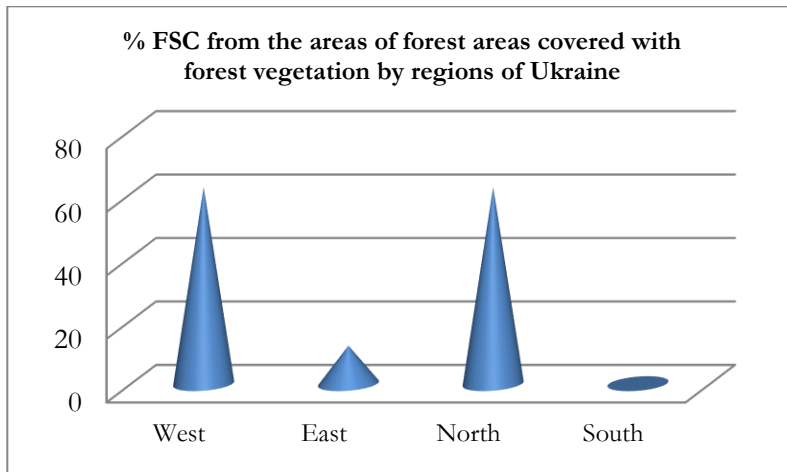 % FSC from the areas of forest areas covered with
forest vegetation by regions of Ukraine
80
60
40
20
0
West East North South